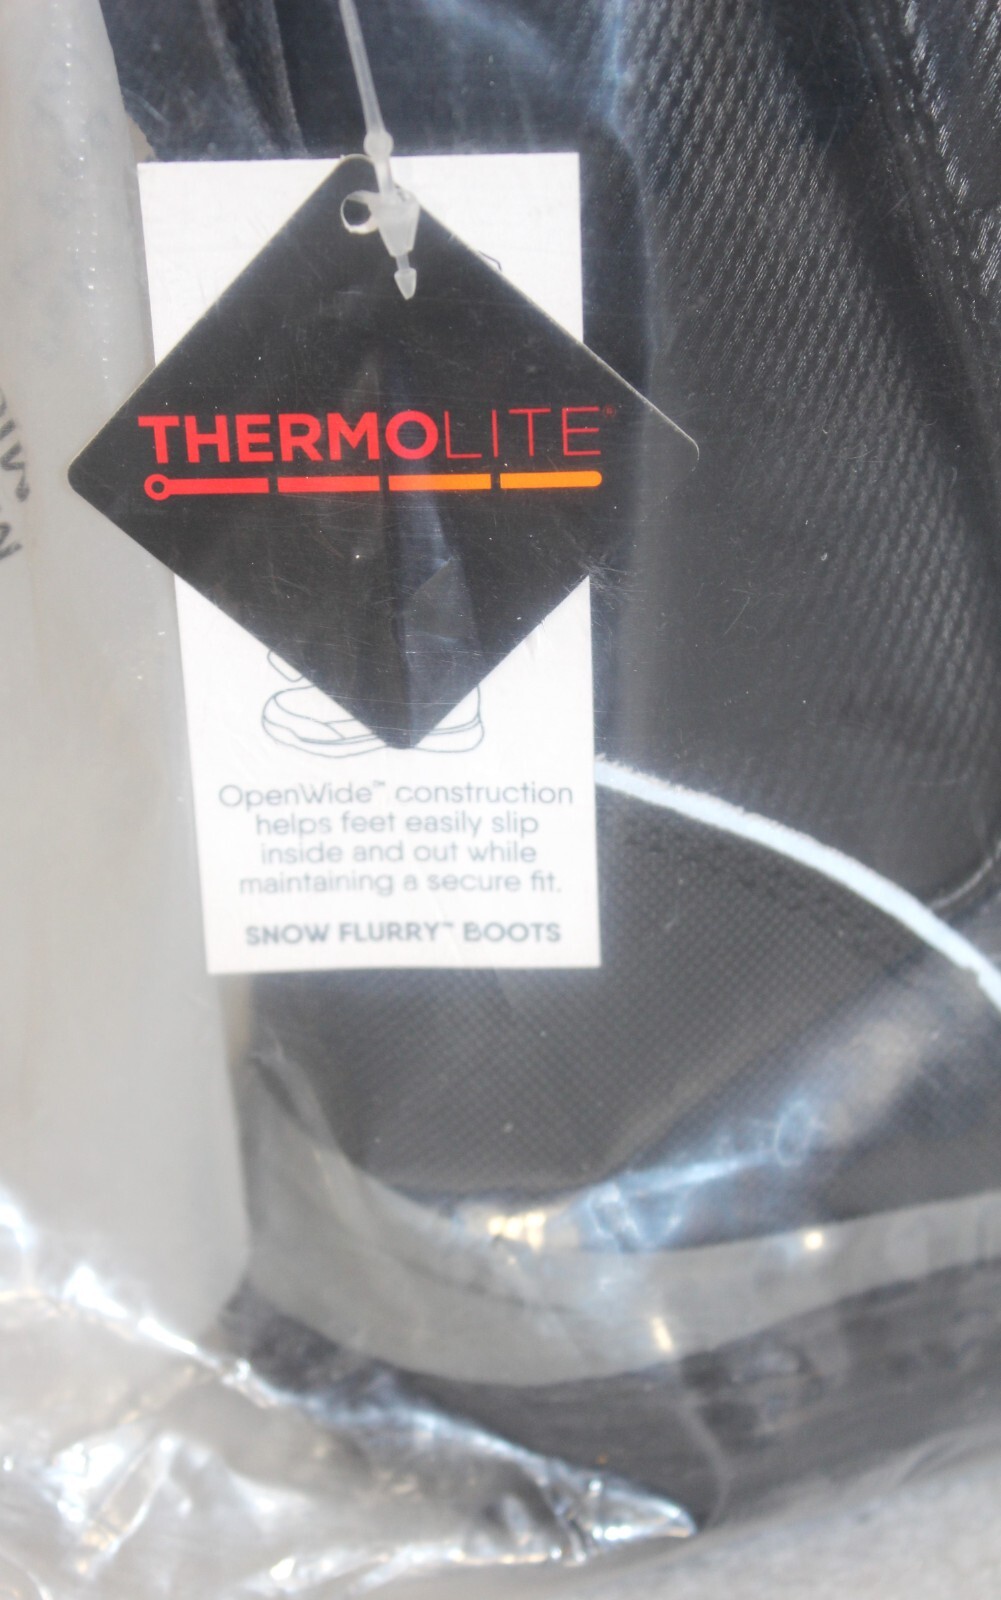 THERMOLITE®
OpenWide™ construction
helps feet easily slip
inside and out while
maintaining a secure fit.
SNOW FLURRY™ BOOTS